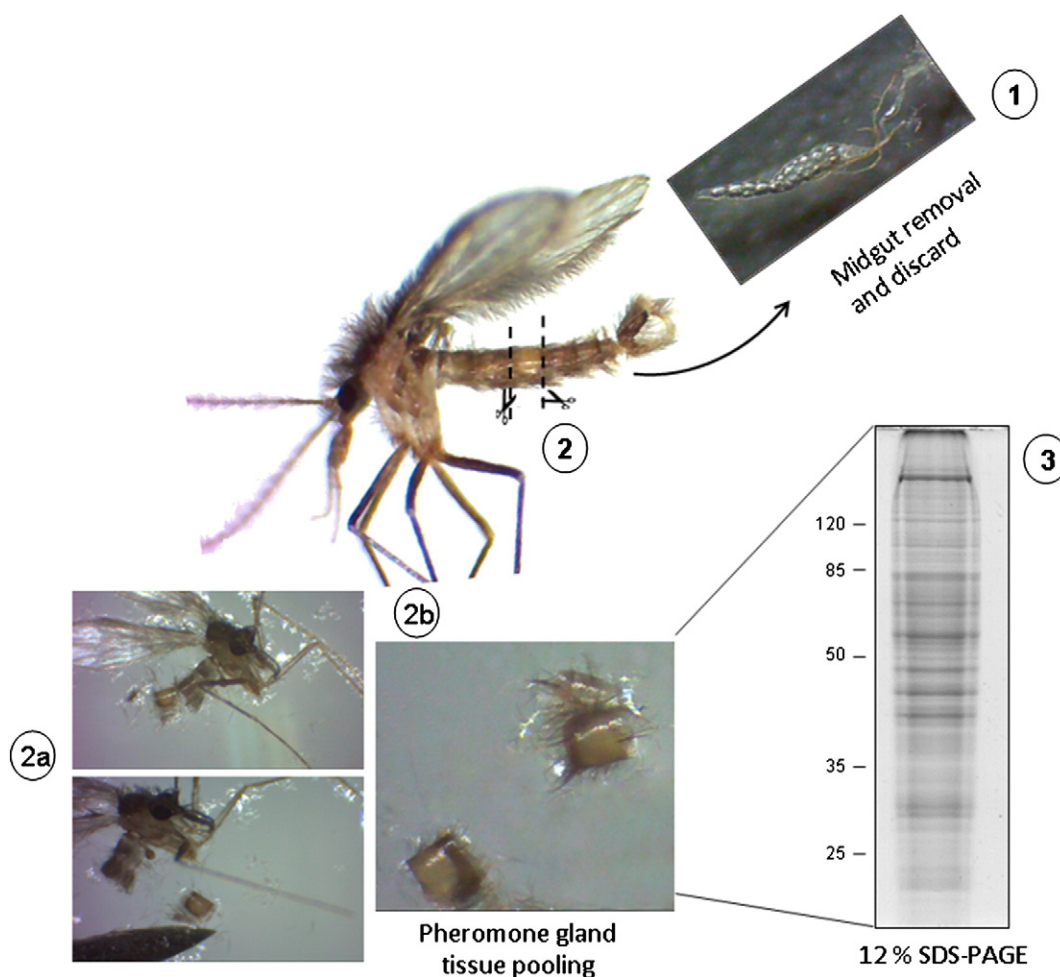 1
Midgut removal
and discard
2
3
120
85
50
35
25
2a
2b
Pheromone gland
tissue pooling
12 % SDS-PAGE